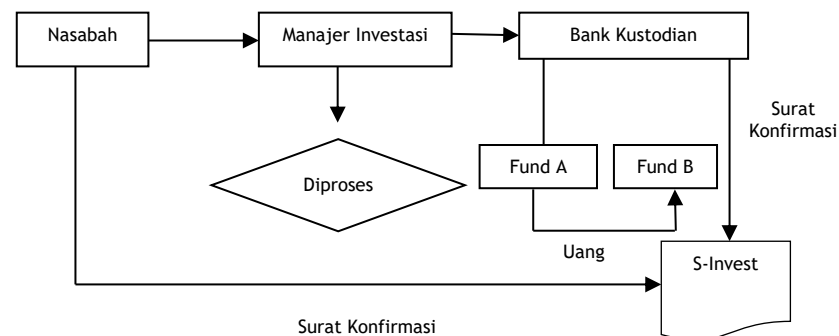 Nasabah
Manajer Investasi
Bank Kustodian
Surat
Konfirmasi
Fund A
Fund B
Diproses
Uang
S-Invest
Surat Konfirmasi